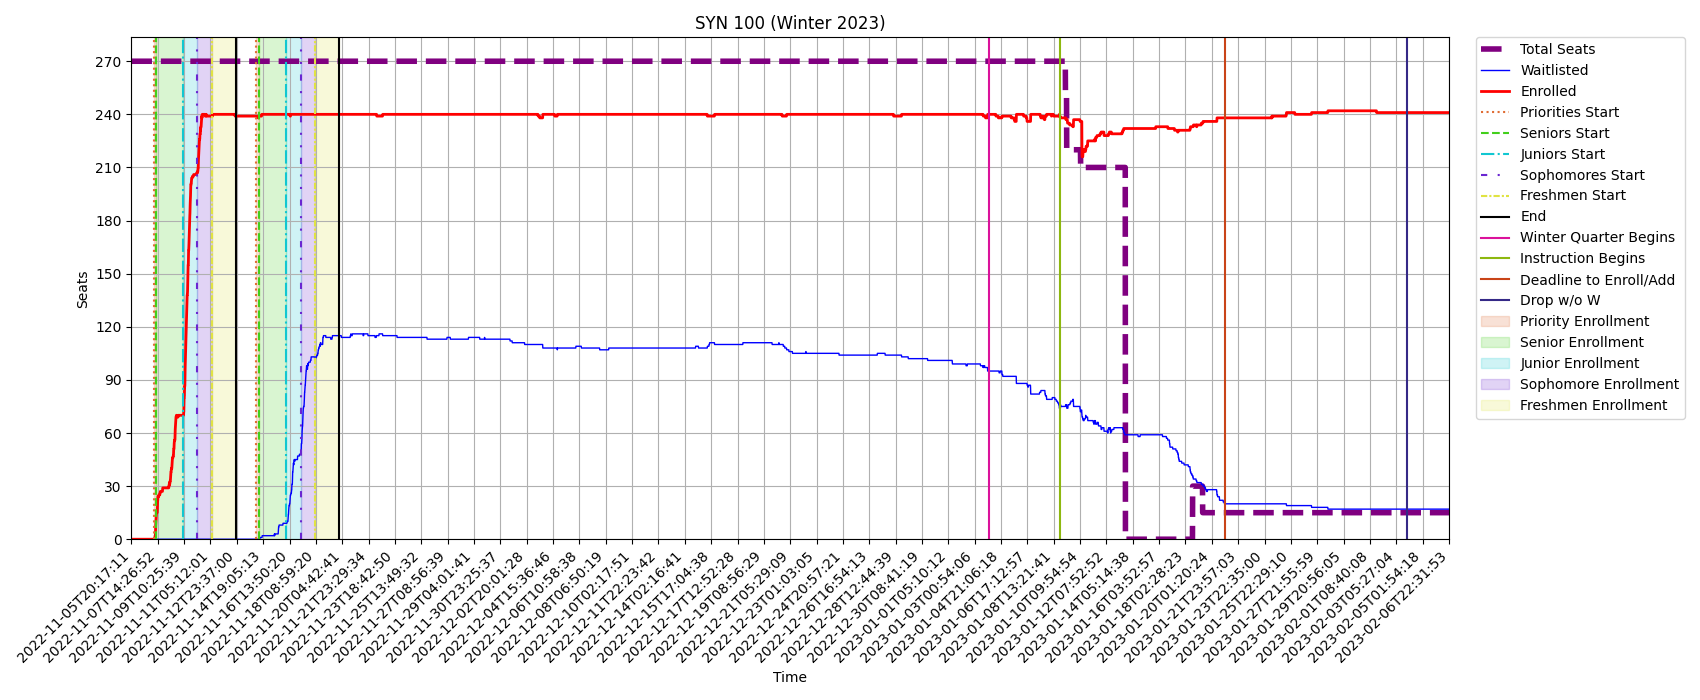 SYN 100 (Winter 2023)
Seats
270
240
210
180
150
120
90
60
30
0
2022-11-05T20:17:11
2022-11-07T14:26:52
2022-11-09T10:25:39
2022-11-11T05:12:01
2022-11-12T23:37:00
2022-11-14T19:05:13
2022-11-16T13:50:20
2022-11-18T08:59:20
2022-11-20T04:42:41
2022-11-21T23:29:34
2022-11-23T18:42:50
2022-11-25T13:49:32
2022-11-27T08:56:39
2022-11-29T04:01:41
2022-11-30T23:25:37
2022-12-02T20:01:28
2022-12-04T15:36:46
2022-12-06T10:58:38
2022-12-08T06:50:19
2022-12-10T02:17:51
2022-12-11T22:23:42
2022-12-14T02:16:41
2022-12-15T17:04:38
2022-12-17T12:52:28
2022-12-19T08:56:29
2022-12-21T05:29:09
2022-12-23T01:03:05
2022-12-24T20:57:21
2022-12-26T16:54:13
2022-12-28T12:44:39
2022-12-30T08:41:19
2023-01-01T05:10:12
2023-01-03T00:54:06
2023-01-04T21:06:18
2023-01-06T17:12:57
2023-01-08T13:21:41
2023-01-10T09:54:54
2023-01-12T07:52:52
2023-01-14T05:14:38
2023-01-16T03:52:57
2023-01-18T02:28:23
2023-01-20T01:20:24
2023-01-21T23:57:03
2023-01-23T22:35:00
2023-01-25T22:29:10
2023-01-27T21:55:59
2023-01-29T20:56:05
2023-02-01T08:40:08
2023-02-03T05:27:04
2023-02-05T01:54:18
2023-02-06T22:31:53
Time
Total Seats
Waitlisted
Enrolled
Priorities Start
Seniors Start
Juniors Start
Sophomores Start
Freshmen Start
End
Winter Quarter Begins
Instruction Begins
Deadline to Enroll/Add
Drop w/o W
Priority Enrollment
Senior Enrollment
Junior Enrollment
Sophomore Enrollment
Freshmen Enrollment